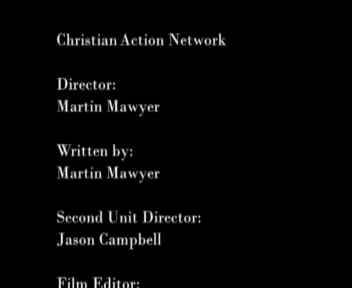 Christian Action Network
Director:
Martin Mawyer
Written by:
Martin Mawyer
Second Unit Director:
Jason Campbell
Film Editor: